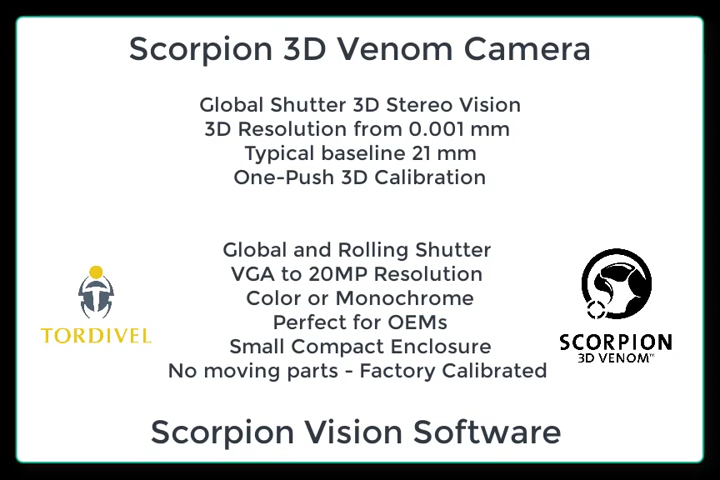 Scorpion 3D Venom Camera
Global Shutter 3D Stereo Vision
3D Resolution from 0.001 mm
Typical baseline 21 mm
One-Push 3D Calibration
Global and Rolling Shutter
VGA to 20MP Resolution
Color or Monochrome
Perfect for OEMs
Small Compact Enclosure
No moving parts - Factory Calibrated
TORDIVEL
SCORPION
3D VENOM™
Scorpion Vision Software